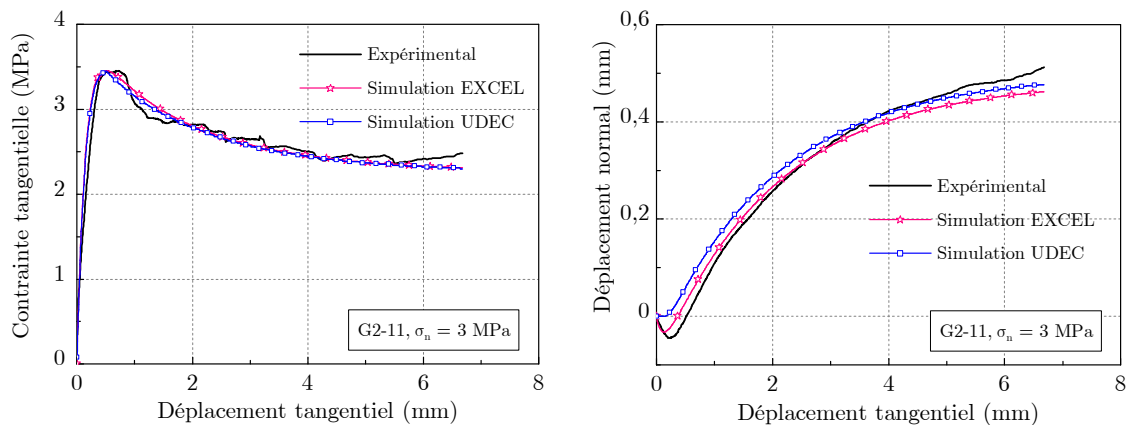 4
3
2
1
0
0
2
4
6
8
Contrainte tangentielle (MPa)
Déplacement tangentiel (mm)
Expérimental
Simulation EXCEL
Simulation UDEC
G2-11, σn = 3 MPa
0,6
0,4
0,2
0
0
2
4
6
8
Déplacement normal (mm)
Déplacement tangentiel (mm)
Expérimental
Simulation EXCEL
Simulation UDEC
G2-11, σn = 3 MPa